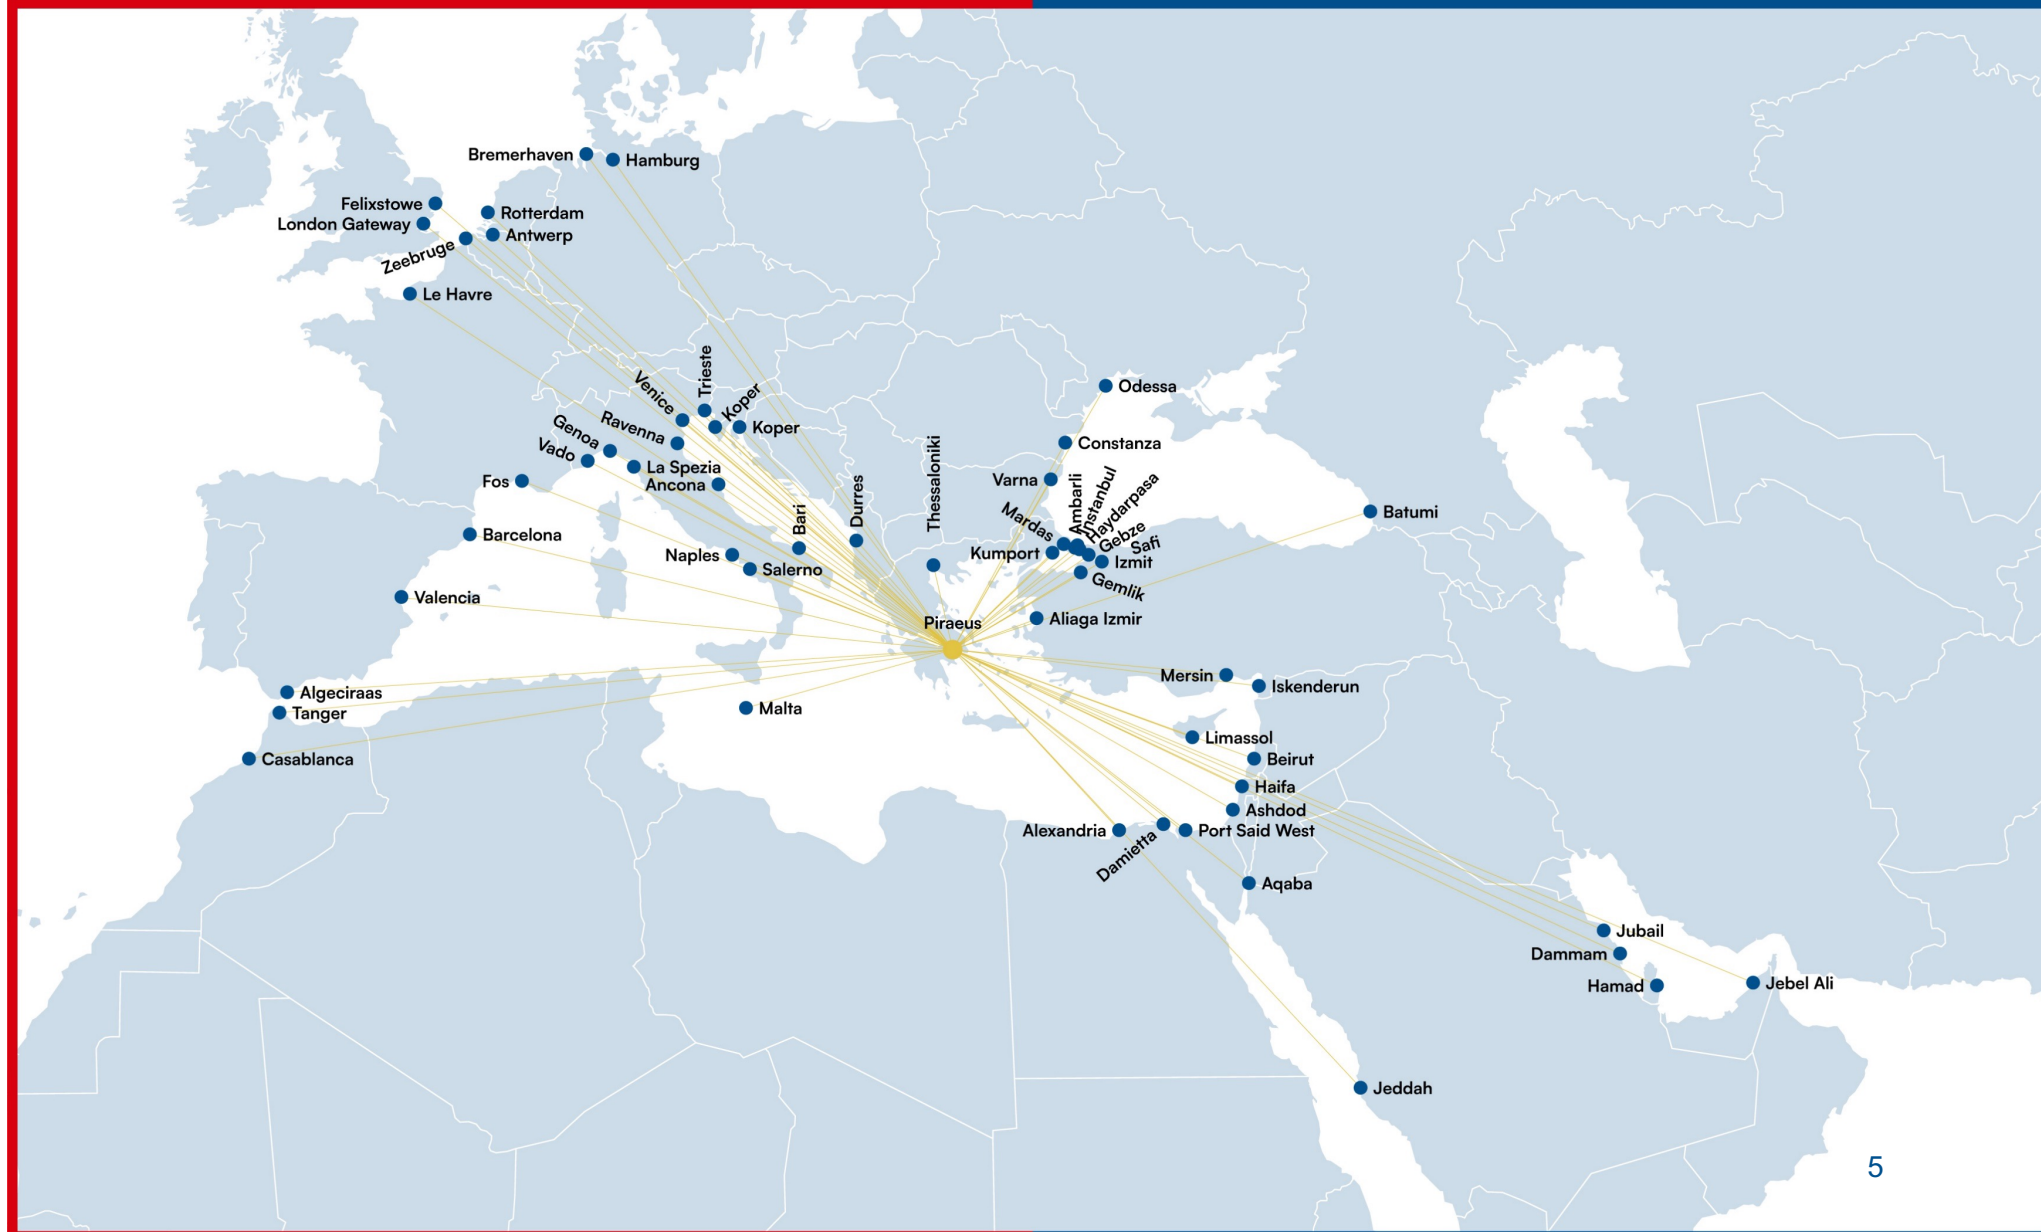 Bremerhaven
Hamburg
Felixstowe
Rotterdam
London Gateway
Antwerp
Zeebruge
Le Havre
Trieste
Venice
Koper
Koper
Odessa
Genoa
Ravenna
Vado
La Spezia
Ancona
Fos
Constanza
Varna
Thessaloniki
Durres
Bari
Mardas
Ambarli
Instanbul
Haydarpasa
Gebze
Safi
Izmit
Kumport
Gemlik
Batumi
Barcelona
Naples
Salerno
Valencia
Piraeus
Aliaga Izmir
Algeciraas
Tanger
Malta
Mersin
Iskenderun
Casablanca
Limassol
Beirut
Haifa
Ashdod
Alexandria
Damietta
Port Said West
Aqaba
Jubail
Dammam
Hamad
Jebel Ali
Jeddah
5